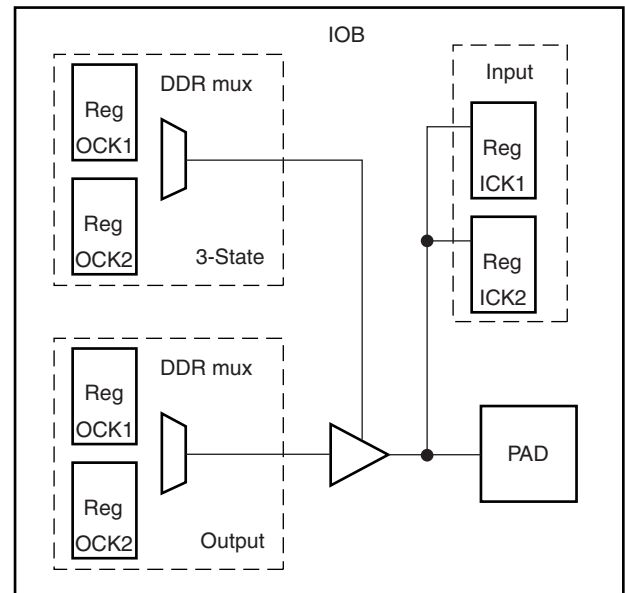 IOB
DDR mux
Reg
OCK1
Reg
OCK2
3-State
Input
Reg
ICK1
Reg
ICK2
DDR mux
Reg
OCK1
Reg
OCK2
Output
PAD